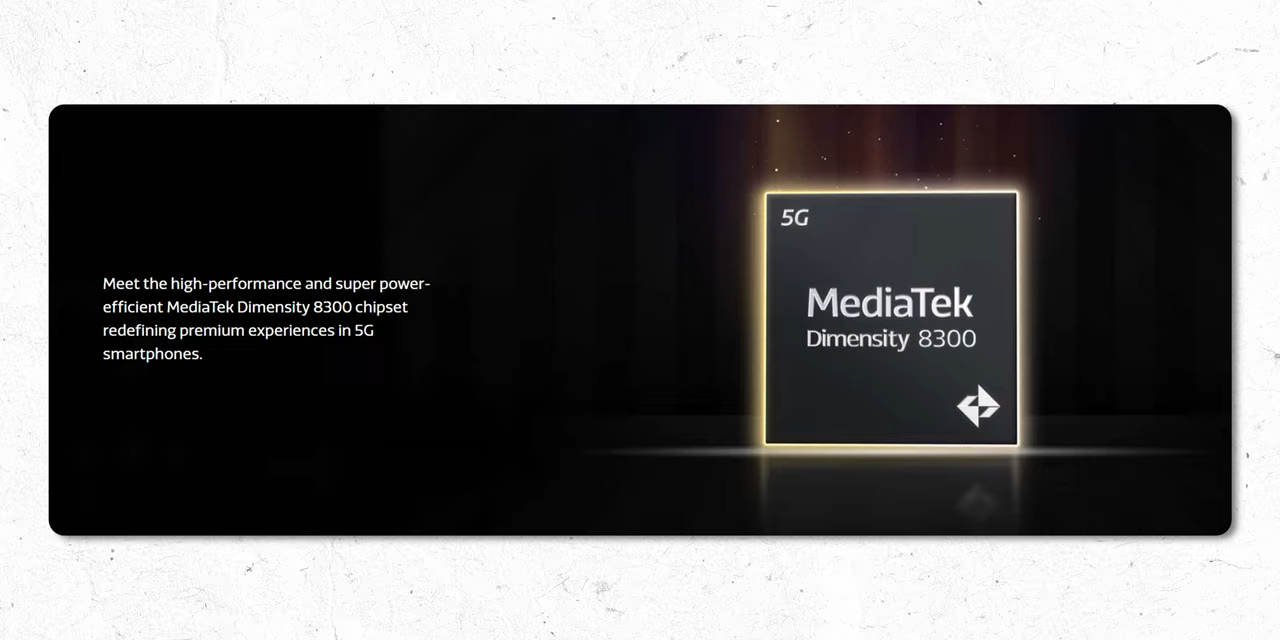 Meet the high-performance and super power-
efficient MediaTek Dimensity 8300 chipset
redefining premium experiences in 5G
smartphones.
5G
MediaTek
Dimensity 8300